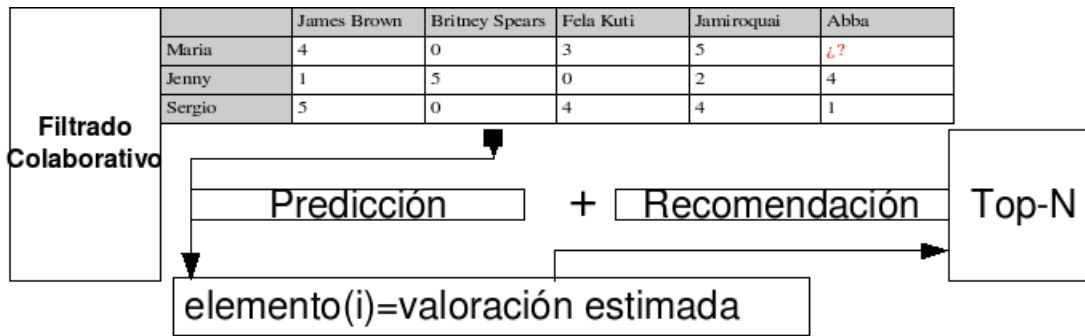 James Brown Britney Spears Fela Kuti Jamiroquai Abba
Maria 4 0 3 5 ¿?
Jenny 1 5 0 2 4
Sergio 5 0 4 4 1
Filtrado
Colaborativo
Predicción + Recomendación Top-N
elemento(i)=valoración estimada